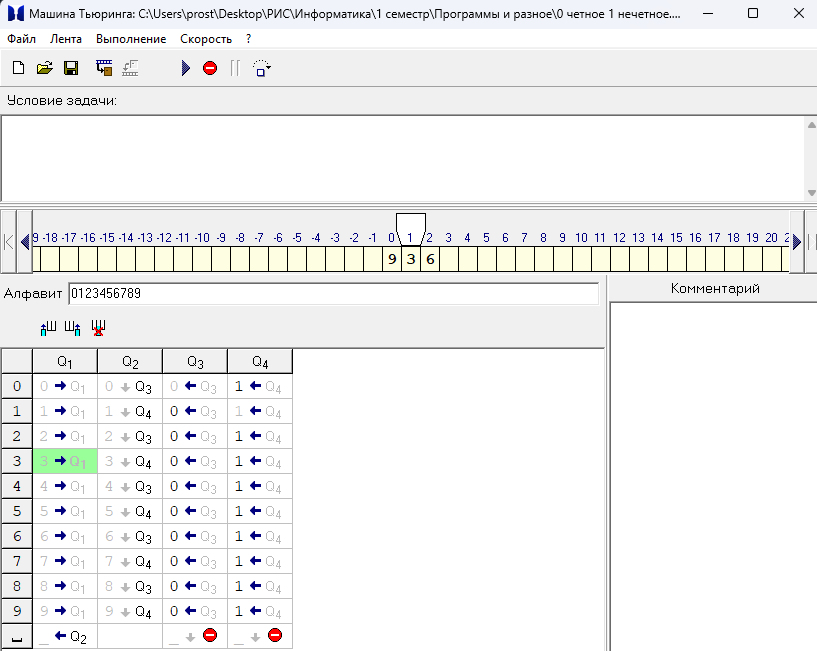 Машина Тьюринга: C:\Users\prost\Desktop\РИС\Информатика\1 семестр\Программы и разное\0 четное 1 нечетное....
Файл Лента Выполнение Скорость ?
Условие задачи:
9 -18 -17 -16 -15 -14 -13 -12 -11 -10 -9 -8 -7 -6 -5 -4 -3 -2 -1 0 1 2 3 4 5 6 7 8 9 10 11 12 13 14 15 16 17 18 19 20 2
9 3 6
Алфавит 0123456789
Комментарий
Q1 Q2 Q3 Q4
0 0 → Q1 0 ↓ Q3 0 ← Q3 1 ← Q4
1 1 → Q1 1 ↓ Q4 0 ← Q3 1 ← Q4
2 2 → Q1 2 ↓ Q3 0 ← Q3 1 ← Q4
3 3 → Q1 3 ↓ Q4 0 ← Q3 1 ← Q4
4 4 → Q1 4 ↓ Q3 0 ← Q3 1 ← Q4
5 5 → Q1 5 ↓ Q4 0 ← Q3 1 ← Q4
6 6 → Q1 6 ↓ Q3 0 ← Q3 1 ← Q4
7 7 → Q1 7 ↓ Q4 0 ← Q3 1 ← Q4
8 8 → Q1 8 ↓ Q3 0 ← Q3 1 ← Q4
9 9 → Q1 9 ↓ Q4 0 ← Q3 1 ← Q4
_ _ ← Q2 _ ↓ _ ↓